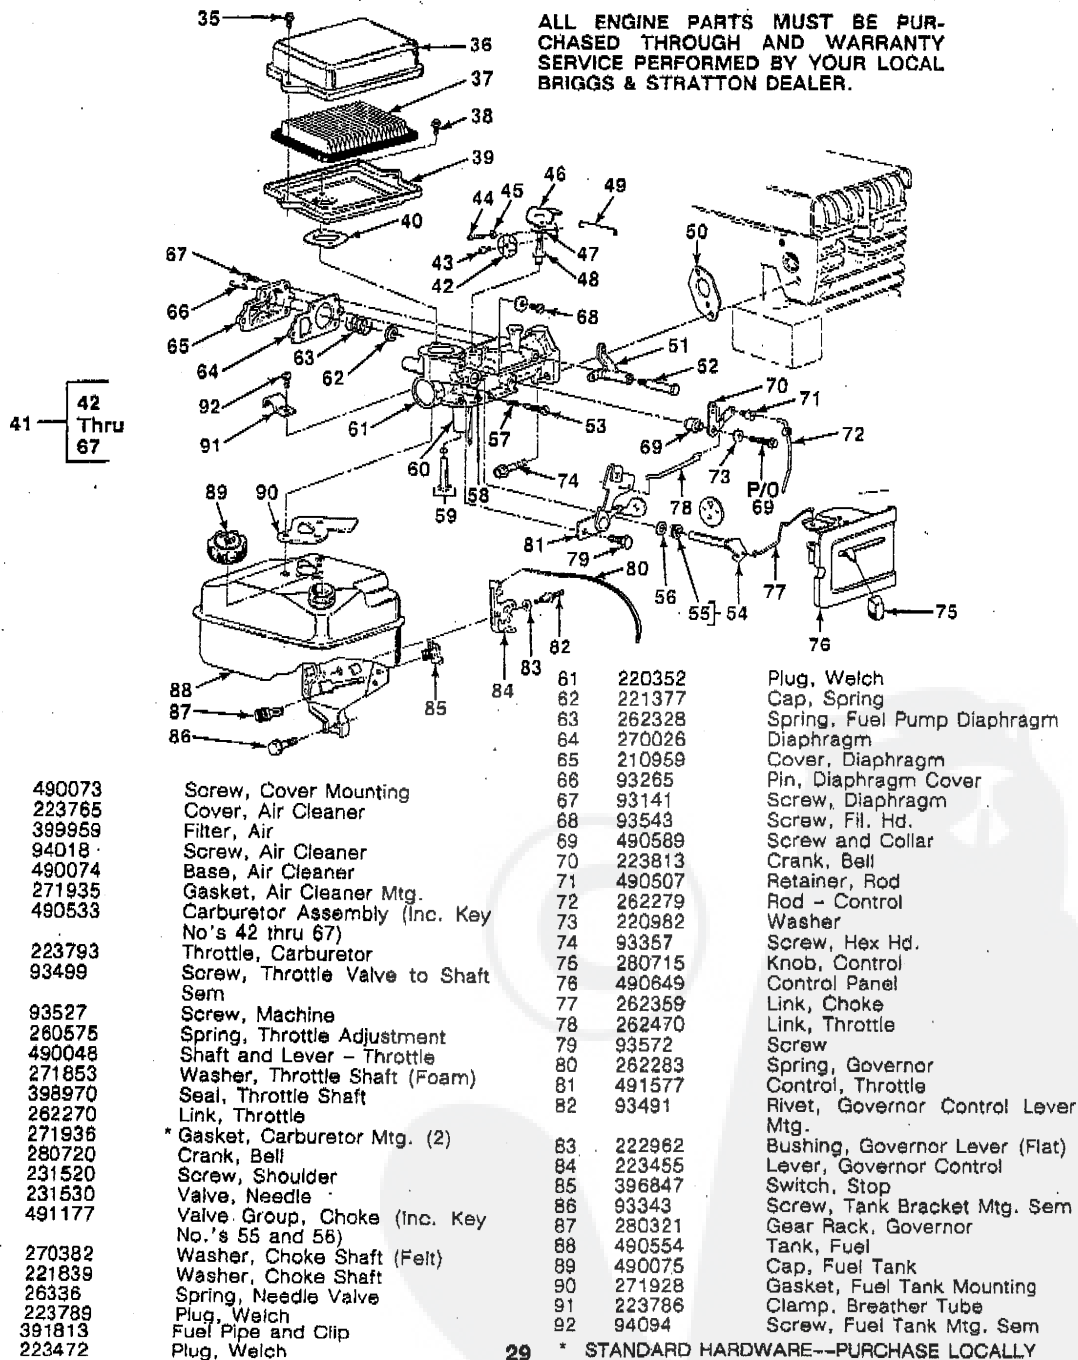 ALL ENGINE PARTS MUST BE PUR-
CHASED THROUGH AND WARRANTY
SERVICE PERFORMED BY YOUR LOCAL
BRIGGS & STRATTON DEALER.
35
36
37
38
39
40
44
45
46
49
43
42
47
48
50
67
66
65
64
63
62
68
51
52
92
91
61
60
59
58
57
53
41
42
Thru
67
70
71
69
73
72
P/O
69
74
78
89
90
81
79
80
56
55
54
77
75
76
88
87
86
85
84
83
82
490073 Screw, Cover Mounting
223765 Cover, Air Cleaner
399959 Filter, Air
94018 Screw, Air Cleaner
490074 Base, Air Cleaner
271935 Gasket, Air Cleaner Mtg.
490533 Carburetor Assembly (Inc. Key
No's 42 thru 67)
223793 Throttle, Carburetor
93499 Screw, Throttle Valve to Shaft
Sem
93527 Screw, Machine
260575 Spring, Throttle Adjustment
490048 Shaft and Lever – Throttle
271853 Washer, Throttle Shaft (Foam)
398970 Seal, Throttle Shaft
262270 Link, Throttle
271936 * Gasket, Carburetor Mtg. (2)
280720 Crank, Bell
231520 Screw, Shoulder
231530 Valve, Needle
491177 Valve Group, Choke (Inc. Key
No.'s 55 and 56)
270382 Washer, Choke Shaft (Felt)
221839 Washer, Choke Shaft
26336 Spring, Needle Valve
223789 Plug, Welch
391813 Fuel Pipe and Clip
223472 Plug, Welch
61 220352 Plug, Welch
62 221377 Cap, Spring
63 262328 Spring, Fuel Pump Diaphragm
64 270026 Diaphragm
65 210959 Cover, Diaphragm
66 93265 Pin, Diaphragm Cover
67 93141 Screw, Diaphragm
68 93543 Screw, Fil. Hd.
69 490589 Screw and Collar
70 223813 Crank, Bell
71 490507 Retainer, Rod
72 262279 Rod – Control
73 220982 Washer
74 93357 Screw, Hex Hd.
75 280715 Knob, Control
76 490649 Control Panel
77 262359 Link, Choke
78 262470 Link, Throttle
79 93572 Screw
80 262283 Spring, Governor
81 491577 Control, Throttle
82 93491 Rivet, Governor Control Lever
Mtg.
83 222962 Bushing, Governor Lever (Flat)
84 223455 Lever, Governor Control
85 396847 Switch, Stop
86 93343 Screw, Tank Bracket Mtg. Sem
87 280321 Gear Rack, Governor
88 490554 Tank, Fuel
89 490075 Cap, Fuel Tank
90 271928 Gasket, Fuel Tank Mounting
91 223786 Clamp, Breather Tube
92 94094 Screw, Fuel Tank Mtg. Sem
29 * STANDARD HARDWARE--PURCHASE LOCALLY